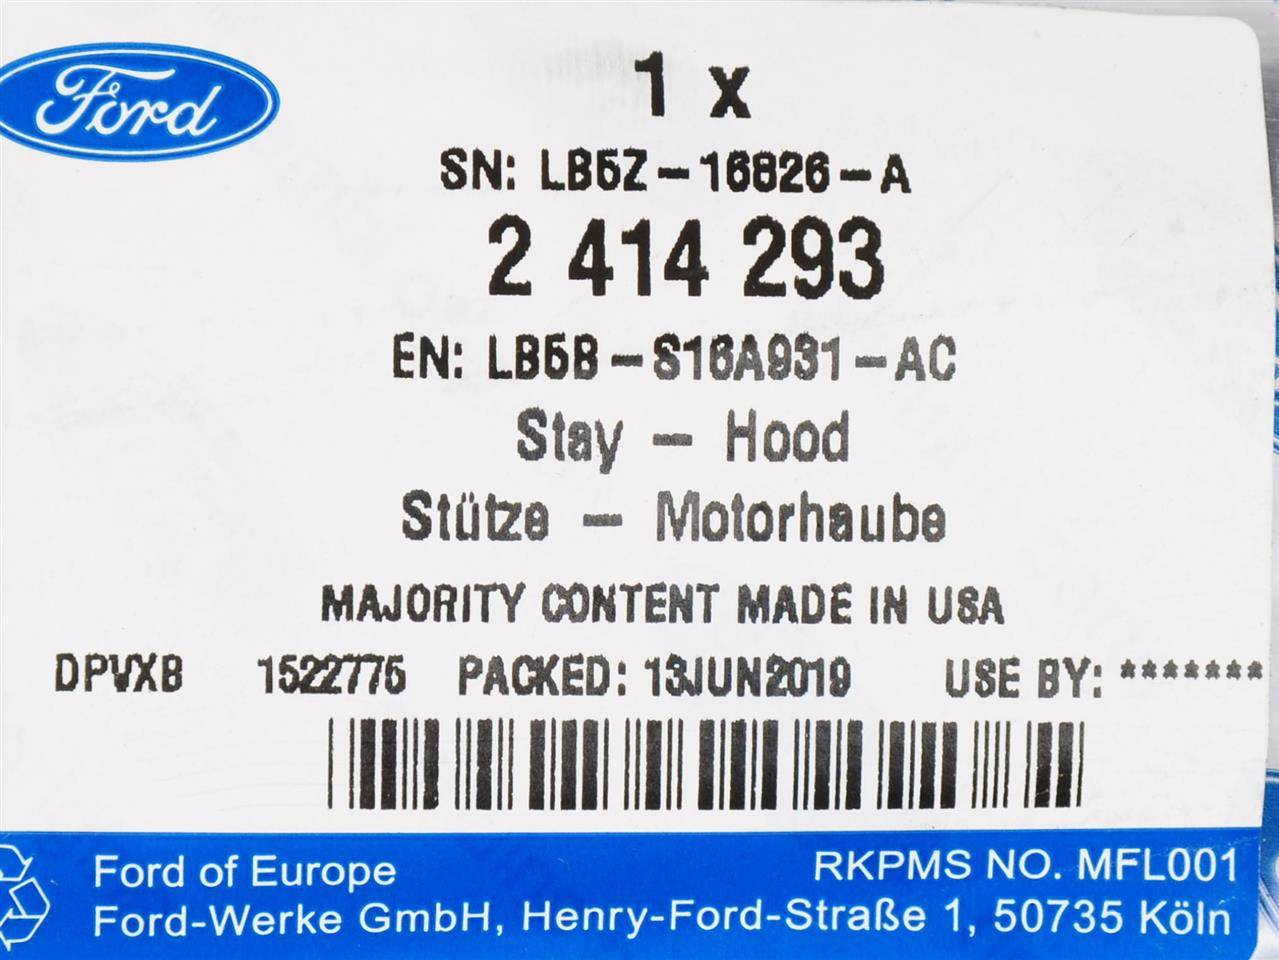 Ford
1 x
SN: LB5Z-16826-A
2 414 293
EN: LB5B-S16A931-AC
Stay - Hood
Stütze - Motorhaube
MAJORITY CONTENT MADE IN USA
DPVXB 1522775 PACKED: 13JUN2019 USE BY: *******
Ford of Europe RKPMS NO. MFL001
Ford-Werke GmbH, Henry-Ford-Straße 1, 50735 Köln